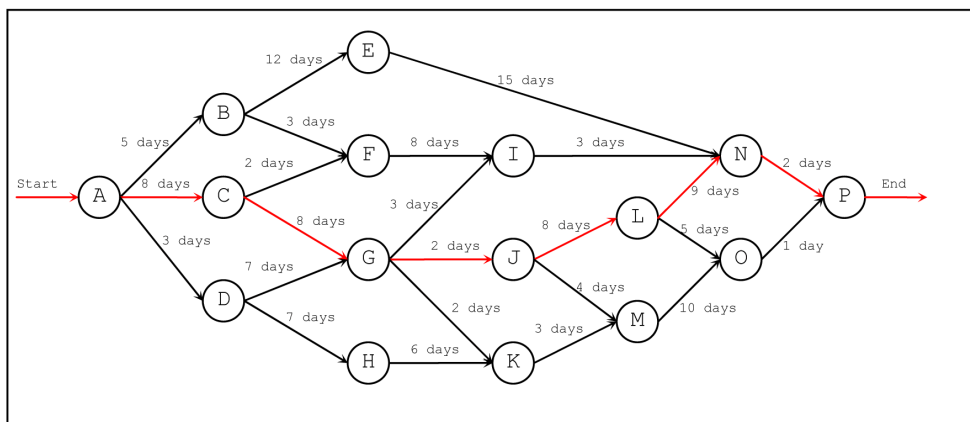 E
12 days
15 days
B
3 days
5 days
2 days
F
8 days
I
3 days
N
2 days
Start
A
8 days
C
8 days
3 days
L
9 days
P
End
8 days
5 days
3 days
7 days
G
2 days
J
O
1 day
D
7 days
4 days
2 days
M
10 days
3 days
H
6 days
K